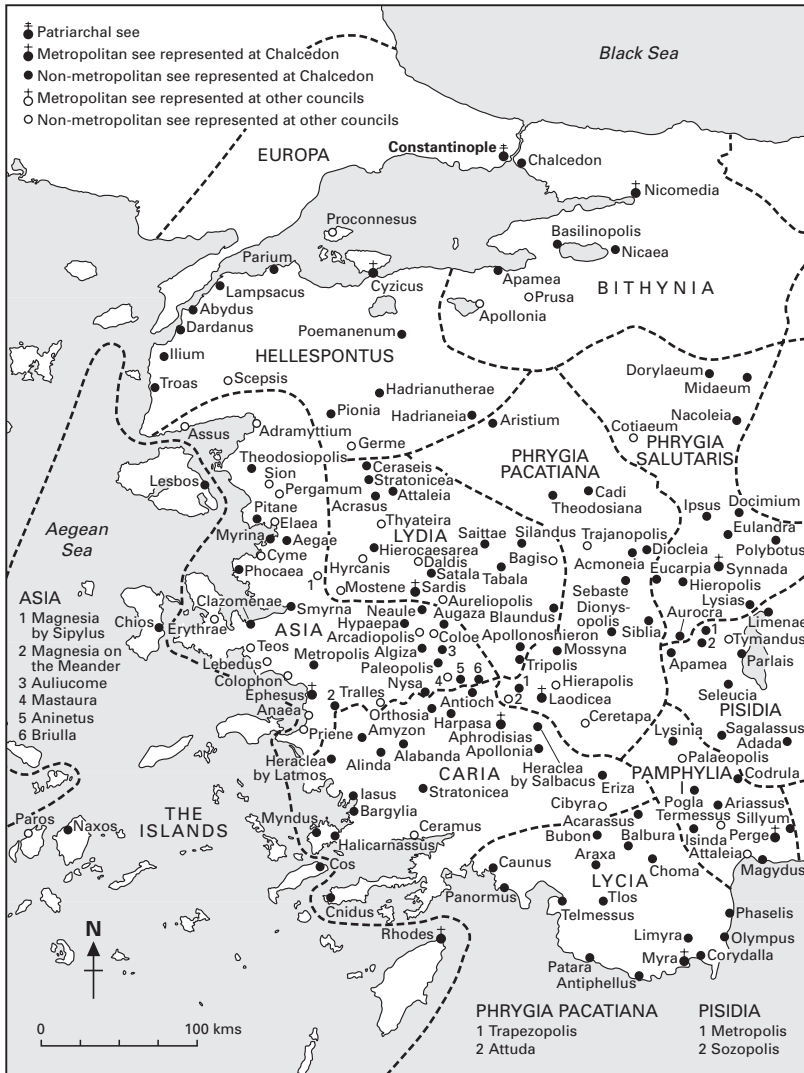 Patriarchal see
Metropolitan see represented at Chalcedon
Non-metropolitan see represented at Chalcedon
Metropolitan see represented at other councils
Non-metropolitan see represented at other councils
Black Sea
EUROPA
Constantinople
Chalcedon
Nicomedia
Proconnesus
Basilinopolis
Nicaea
Parium
Cyzicus
Apamea
Lampsacus
Prusa
BITHYNIA
Abydus
Apollonia
Dardanus
Poemanenum
Ilium
HELLESPONTUS
Troas
Scepsis
Hadrianutherae
Dorylaeum
Midaeum
Pionia
Hadrianeia
Aristium
Nacoleia
Assus
Adramyttium
Germe
Cotiaeum
PHRYGIA
SALUTARIS
Theodosiopolis
Ceraseis
PHRYGIA
PACATIANA
Sion
Stratonicea
Lesbos
Pergamum
Attaleia
Acrasus
Cadi
Theodosiana
Docimium
Ipsus
Pitane
Elaea
Thyateira
Eulandra
Aegean
Sea
Myrina
Aegae
LYDIA
Saittae
Silandus
Trajanopolis
Polybotus
Cyme
Hierocaesarea
Diocleia
Daldis
Bagis
Acmoneia
Phocaea
Hyrcanis
Satala
Tabala
Eucarpia
Synnada
1
Mostene
Sardis
Sebaste
Hieropolis
ASIA
1 Magnesia
by Sipylus
2 Magnesia on
the Meander
3 Auliucome
4 Mastaura
5 Aninetus
6 Briulla
Clazomenae
Smyrna
Neaule
Aureliopolis
Blaundus
Dionys-
opolis
Aurocra
Lysias
Limenae
Chios
Erythrae
Hypaepa
Augaza
Siblia
1
Tymandus
ASIA
Arcadiopolis
Coloe
Apollonoshieron
2
Teos
Algiza
3
Mossyna
Apamea
Parlais
Lebedus
Metropolis
Paleopolis
Tripolis
Colophon
4
5
6
1
Hierapolis
Seleucia
Ephesus
Nysa
2
Laodicea
2
Tralles
Antioch
PISIDIA
Anaea
Orthosia
Harpasa
Ceretapa
Lysinia
Sagalassus
Priene
Amyzon
Aphrodisias
Adada
Apollonia
Palaeopolis
Heraclea
by Latmos
Alinda
Alabanda
Heraclea
by Salbacus
PAMPHYLIA
CARIA
Eriza
Codrula
Stratonicea
Pogla
Iasus
Cibyra
Ariassus
THE
ISLANDS
Bargylia
Acarassus
Termessus
Sillyum
Paros
Naxos
Myndus
Ceramus
Bubon
Balbura
Isinda
Perge
Halicarnassus
Attaleia
Araxa
Choma
Magydus
Cos
Caunus
LYCIA
Panormus
Tlos
Cnidus
Telmessus
Phaselis
N
Rhodes
Limyra
Olympus
Myra
Corydalla
Patara
Antiphellus
PHRYGIA PACATIANA
1 Trapezopolis
2 Attuda
PISIDIA
1 Metropolis
2 Sozopolis
0
100 kms